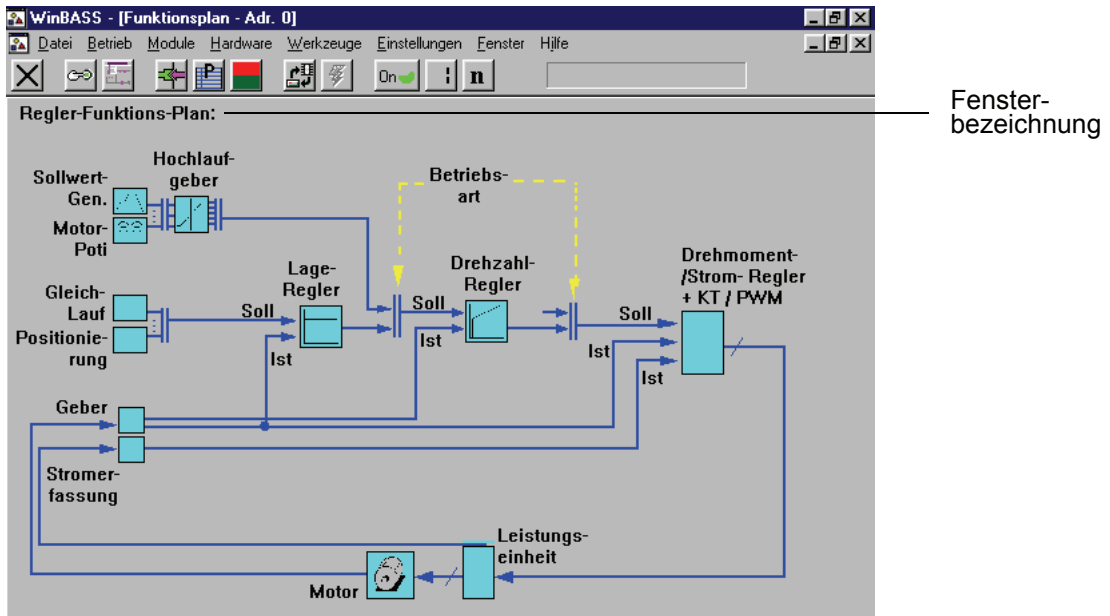 WinBASS - [Funktionsplan - Adr. 0]
Datei Betrieb Module Hardware Werkzeuge Einstellungen Fenster Hilfe
P On n
Regler-Funktions-Plan:
Fenster-
bezeichnung
Hochlauf-
geber
Sollwert-
Gen.
Motor-
Poti
Betriebs-
art
Gleich-
Lauf
Positionie-
rung
Lage-
Regler
Soll
Ist
Drehzahl-
Regler
Soll
Ist
Drehmoment-
/Strom- Regler
+ KT / PWM
Soll
Ist
Ist
Geber
Stromer-
fassung
Leistungs-
einheit
Motor